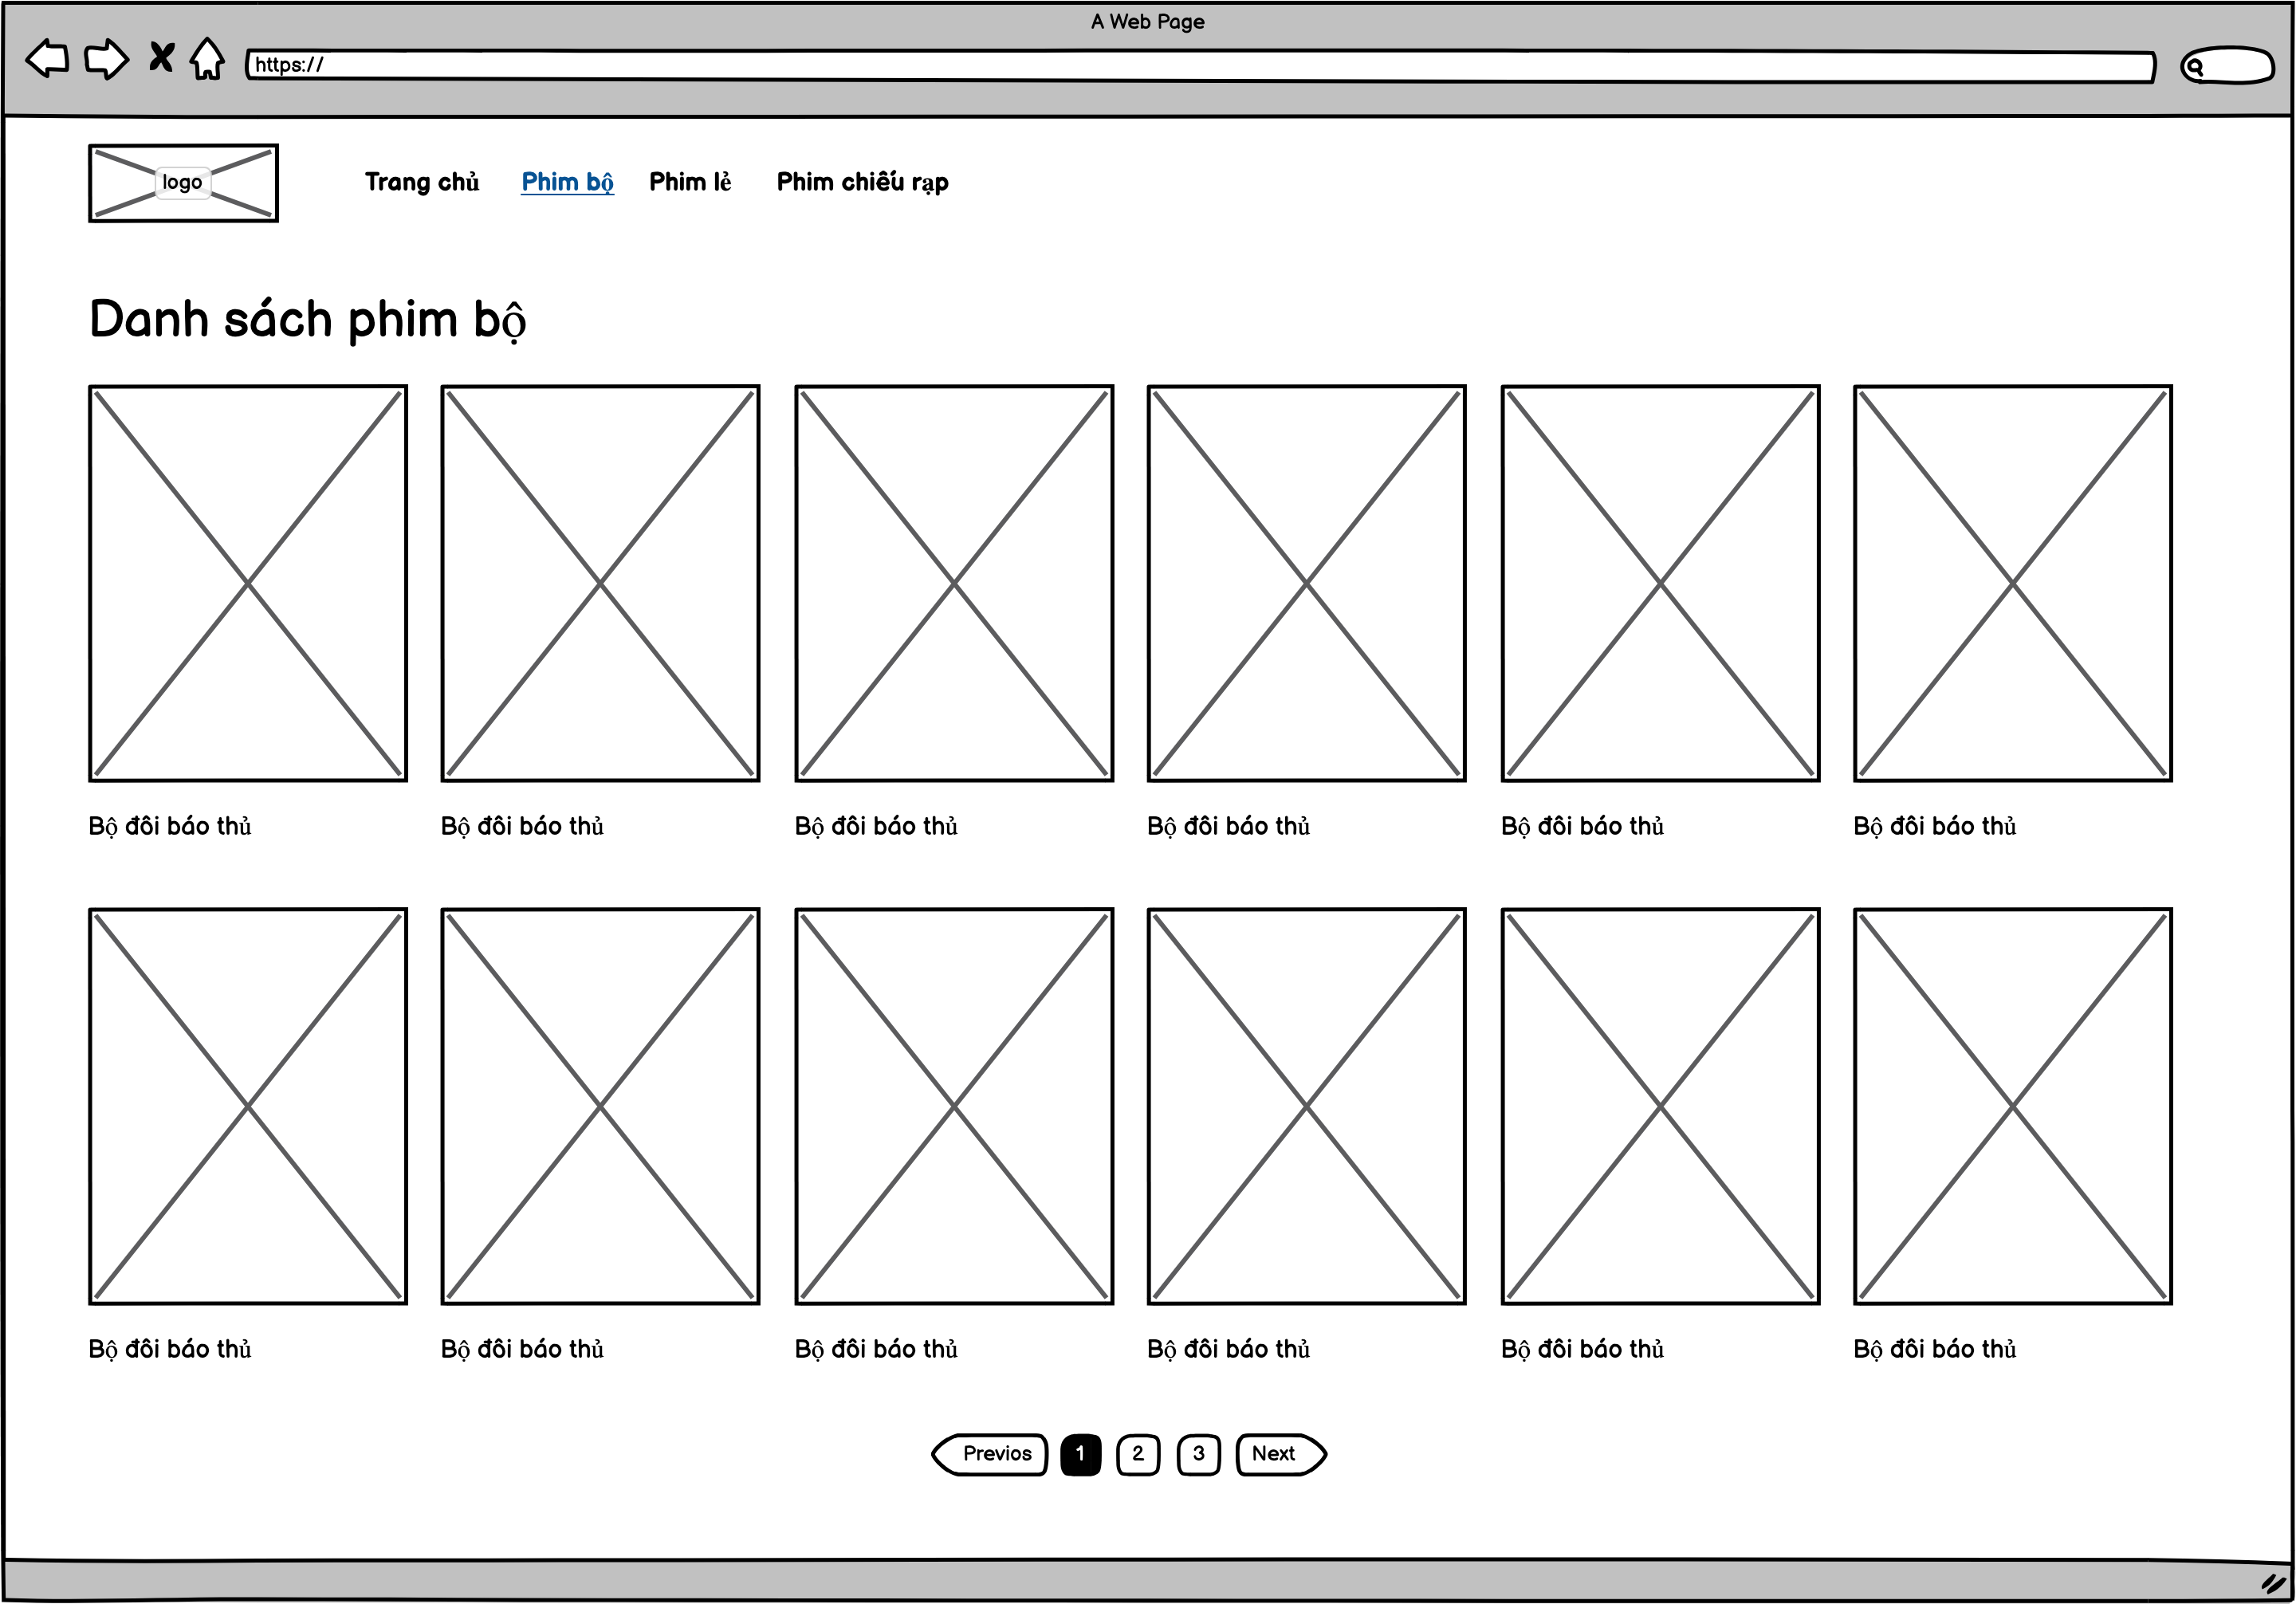 A Web Page
https://
logo
Trang chủ Phim bộ Phim lẻ Phim chiếu rạp
Danh sách phim bộ
Bộ đôi báo thủ Bộ đôi báo thủ Bộ đôi báo thủ Bộ đôi báo thủ Bộ đôi báo thủ Bộ đôi báo thủ
Bộ đôi báo thủ Bộ đôi báo thủ Bộ đôi báo thủ Bộ đôi báo thủ Bộ đôi báo thủ Bộ đôi báo thủ
Previos 1 2 3 Next